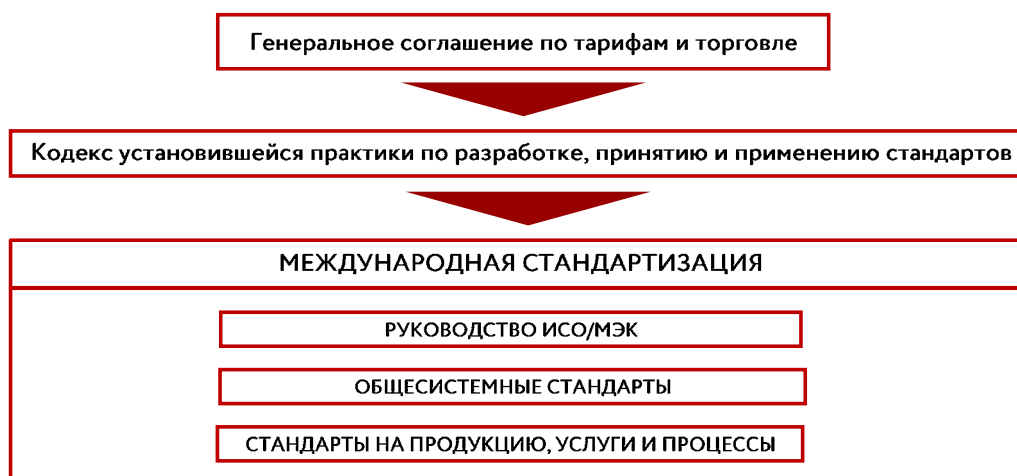 Генеральное соглашение по тарифам и торговле
Кодекс установившейся практики по разработке, принятию и применению стандартов
МЕЖДУНАРОДНАЯ СТАНДАРТИЗАЦИЯ
РУКОВОДСТВО ИСО/МЭК
ОБЩЕСИСТЕМНЫЕ СТАНДАРТЫ
СТАНДАРТЫ НА ПРОДУКЦИЮ, УСЛУГИ И ПРОЦЕССЫ